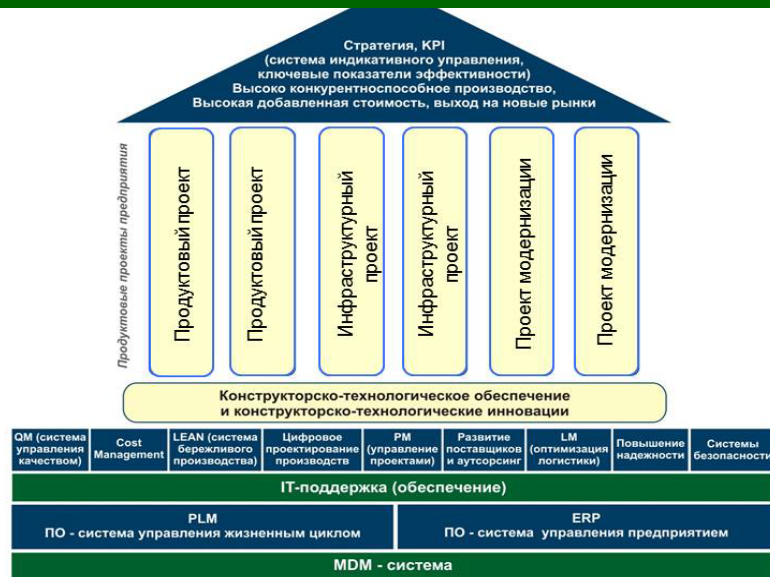 Стратегия, KPI
(система индикативного управления,
ключевые показатели эффективности)
Высоко конкурентноспособное производство,
Высокая добавленная стоимость, выход на новые рынки
Продуктовые проекты предприятия
Продуктовый проект
Продуктовый проект
Инфраструктурный
проект
Инфраструктурный
проект
Проект модернизации
Проект модернизации
Конструкторско-технологическое обеспечение
и конструкторско-технологические инновации
QM (система
управления
качеством)
Cost
Management
LEAN (система
бережливого
производства)
Цифровое
проектирование
производств
PM
(управление
проектами)
Развитие
поставщиков
и аутсорсинг
LM
(оптимизация
логистики)
Повышение
надежности
Системы
безопасности
IT-поддержка (обеспечение)
PLM
ПО - система управления жизненным циклом
ERP
ПО - система управления предприятием
MDM - система